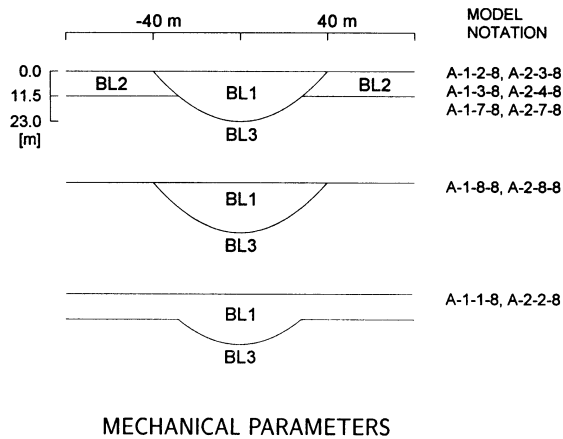 -40 m 40 m MODEL
NOTATION
0.0 A-1-2-8, A-2-3-8
BL2 BL1 BL2
11.5 A-1-3-8, A-2-4-8
A-1-7-8, A-2-7-8
23.0 BL3
[m]
A-1-8-8, A-2-8-8
BL1
BL3
A-1-1-8, A-2-2-8
BL1
BL3
MECHANICAL PARAMETERS